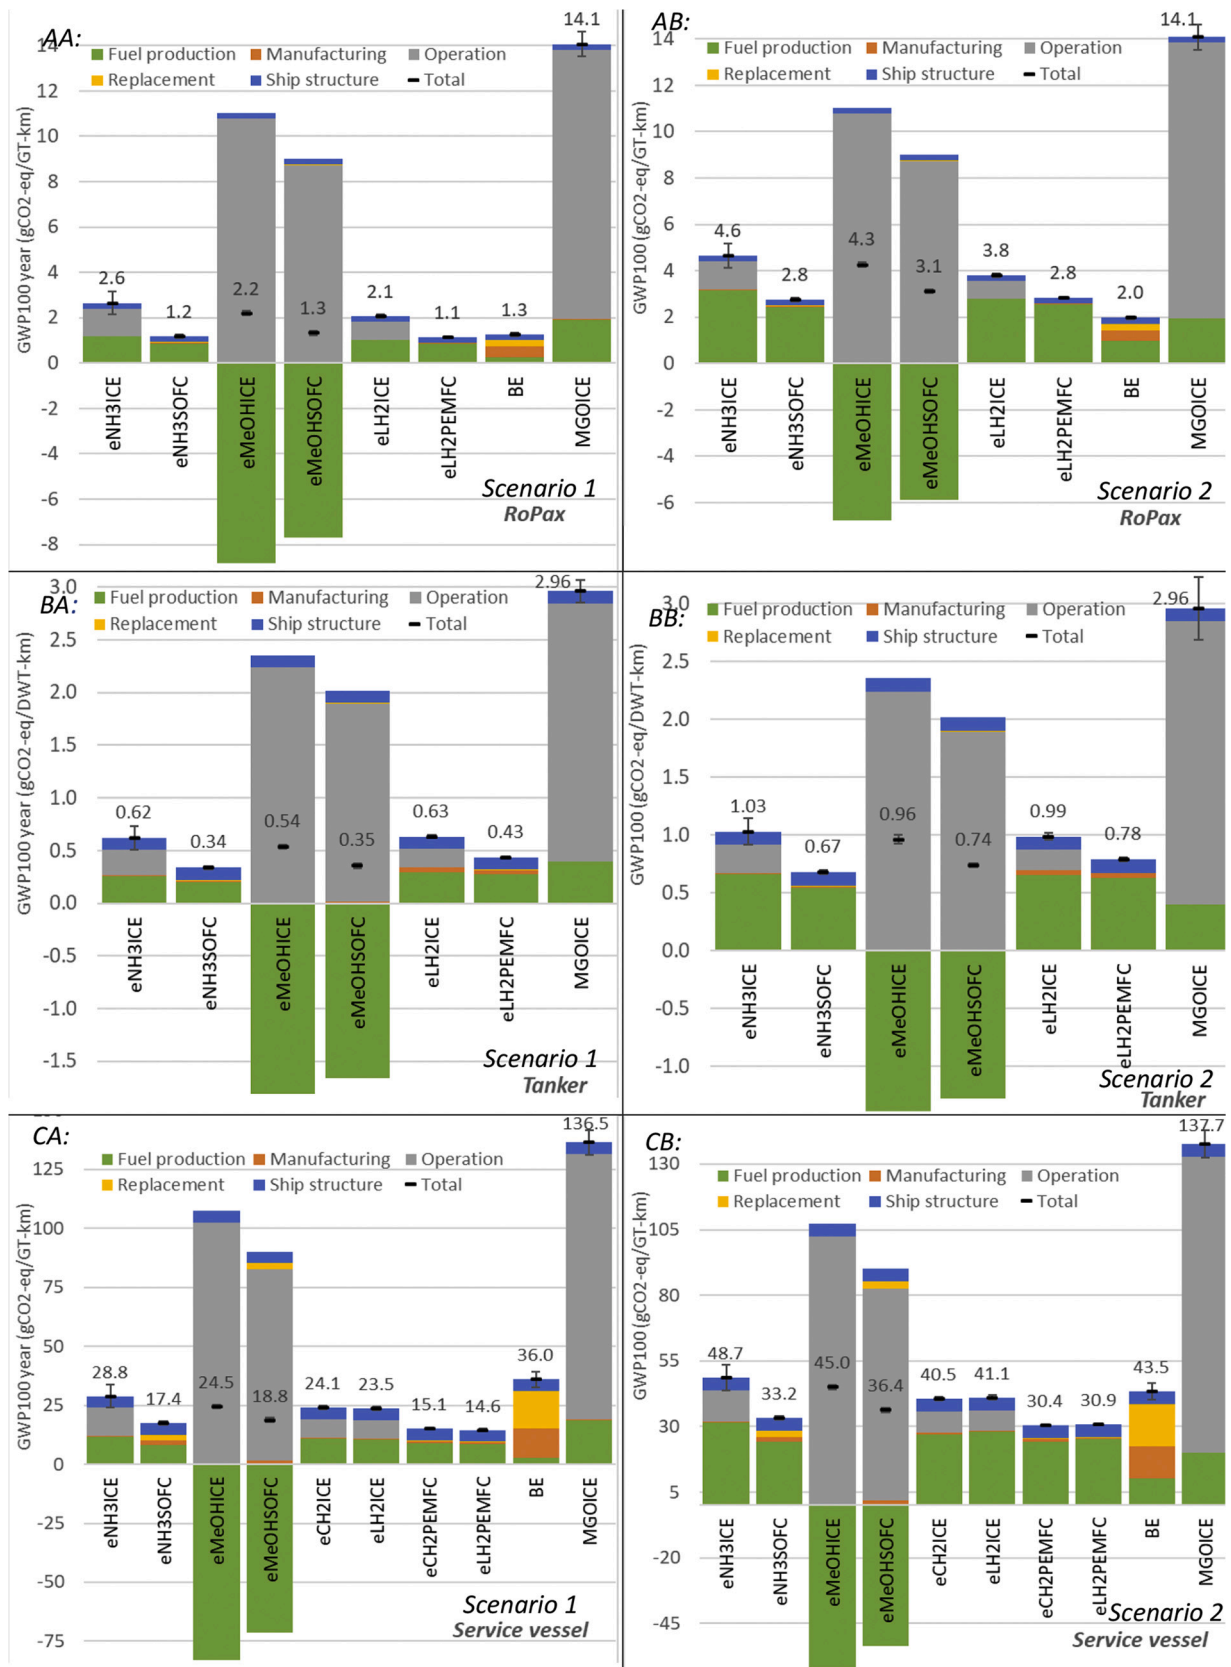 AA:
Fuel production Manufacturing Operation
Replacement Ship structure Total
GWP100 year (gCO2-eq/GT-km)
14
12
10
8
6
4
2
0
-2
-4
-6
-8
2.6
1.2
2.2
1.3
2.1
1.1
1.3
14.1
eNH3ICE
eNH3SOFC
eMeOHICE
eMeOHSOFC
eLH2ICE
eLH2PEMFC
BE
MGOICE
Scenario 1
RoPax
AB:
Fuel production Manufacturing Operation
Replacement Ship structure Total
GWP100 (gCO2-eq/GT-km)
14
12
10
8
6
4
2
0
-2
-4
-6
4.6
2.8
4.3
3.1
3.8
2.8
2.0
14.1
eNH3ICE
eNH3SOFC
eMeOHICE
eMeOHSOFC
eLH2ICE
eLH2PEMFC
BE
MGOICE
Scenario 2
RoPax
BA:
Fuel production Manufacturing Operation
Replacement Ship structure Total
GWP100 year (gCO2-eq/DWT-km)
3.0
2.5
2.0
1.5
1.0
0.5
0.0
-0.5
-1.0
-1.5
0.62
0.34
0.54
0.35
0.63
0.43
2.96
eNH3ICE
eNH3SOFC
eMeOHICE
eMeOHSOFC
eLH2ICE
eLH2PEMFC
MGOICE
Scenario 1
Tanker
BB:
Fuel production Manufacturing Operation
Replacement Ship structure Total
GWP100 (gCO2-eq/DWT-km)
3.0
2.5
2.0
1.5
1.0
0.5
0.0
-0.5
-1.0
1.03
0.67
0.96
0.74
0.99
0.78
2.96
eNH3ICE
eNH3SOFC
eMeOHICE
eMeOHSOFC
eLH2ICE
eLH2PEMFC
MGOICE
Scenario 2
Tanker
CA:
Fuel production Manufacturing Operation
Replacement Ship structure Total
GWP100 year (gCO2-eq/GT-km)
125
100
75
50
25
0
-25
-50
-75
28.8
17.4
24.5
18.8
24.1
23.5
15.1
14.6
36.0
136.5
eNH3ICE
eNH3SOFC
eMeOHICE
eMeOHSOFC
eCH2ICE
eLH2ICE
eCH2PEMFC
eLH2PEMFC
BE
MGOICE
Scenario 1
Service vessel
CB:
Fuel production Manufacturing Operation
Replacement Ship structure Total
GWP100 (gCO2-eq/GT-km)
130
105
80
55
30
5
-20
-45
48.7
33.2
45.0
36.4
40.5
41.1
30.4
30.9
43.5
137.7
eNH3ICE
eNH3SOFC
eMeOHICE
eMeOHSOFC
eCH2ICE
eLH2ICE
eCH2PEMFC
eLH2PEMFC
BE
MGOICE
Scenario 2
Service vessel